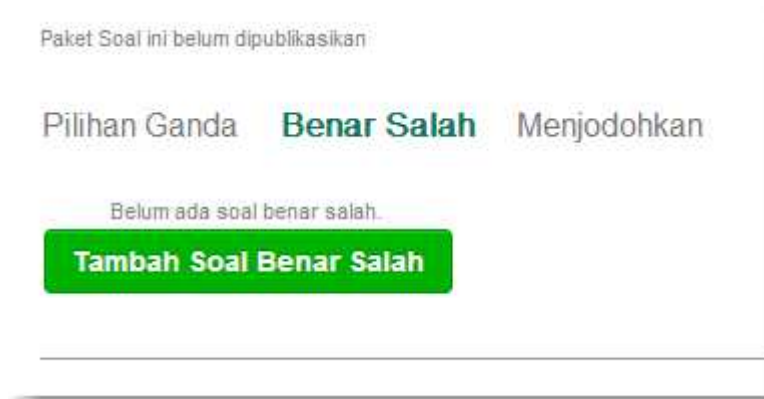 Paket Soal ini belum dipublikasikan
Pilihan Ganda Benar Salah Menjodohkan
Belum ada soal benar salah.
Tambah Soal Benar Salah